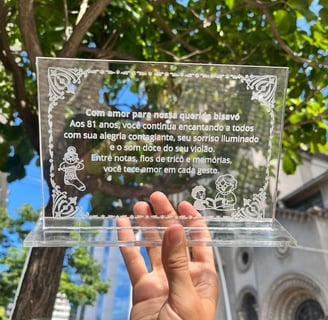 Com amor para nossa querida bisavó
Aos 81 anos, você continua encantando a todos
com sua alegria contagiante, seu sorriso iluminado
e o som doce do seu violão.
Entre notas, fios de tricô e memórias,
você tece amor em cada gesto.